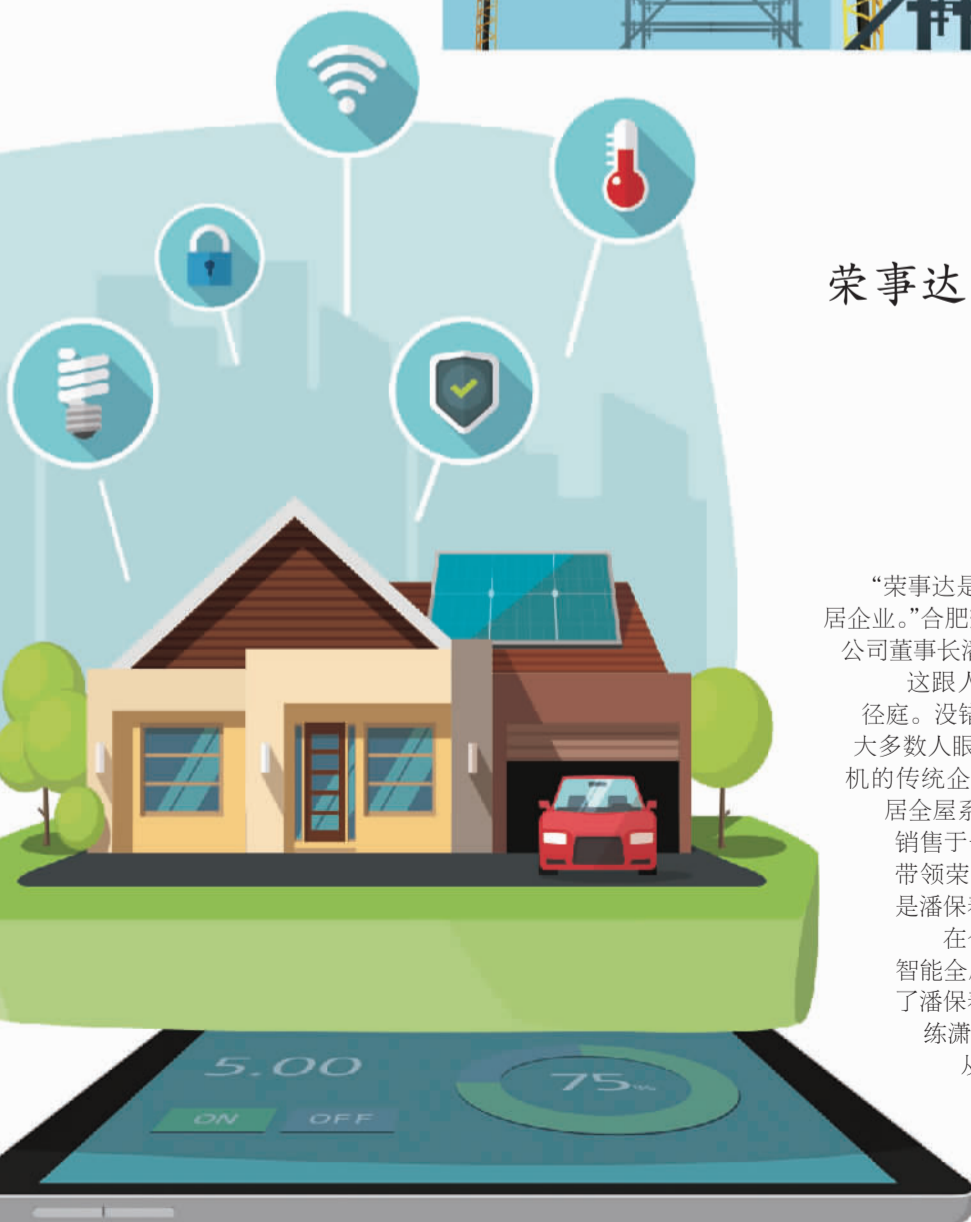 荣事达
“荣事达是
居企业。”合肥
公司董事长潘
这跟人
径庭。没错
大多数人眼
机的传统企
居全屋系
销售于一
带领荣
是潘保
在
智能全
了潘保
练潇
从
5.00
75%
ON OFF